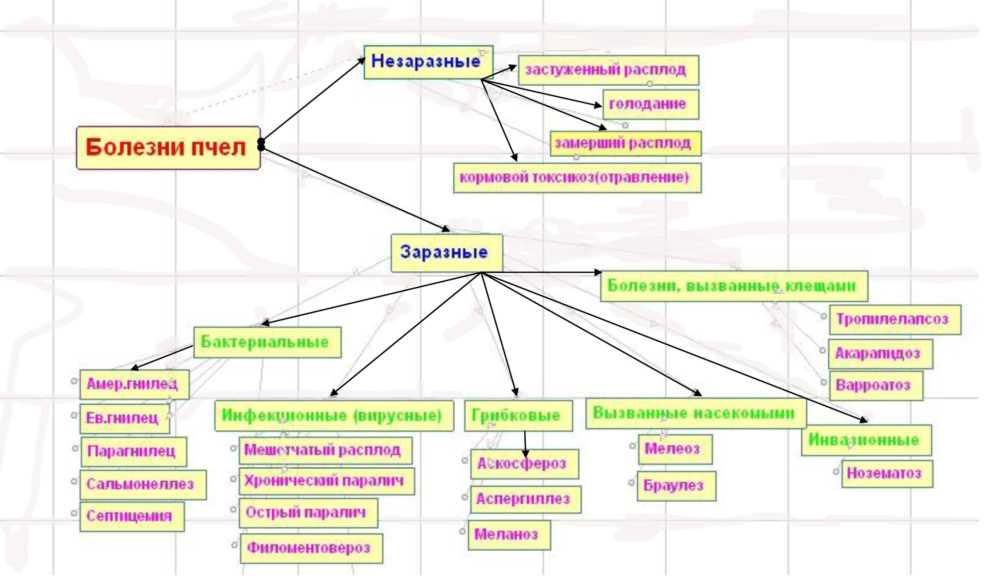 Незаразные
застуженный расплод
голодание
замерший расплод
кормовой токсикоз(отравление)
Болезни пчел
Заразные
Болезни, вызванные клещами
Тропилелапсоз
Акарапидоз
Варроатоз
Бактериальные
Амер.гнилец
Ев.гнилец
Парагнилец
Сальмонеллез
Септицемия
Инфекционные (вирусные)
Мешетчатый расплод
Хронический паралич
Острый паралич
Филоментовероз
Грибковые
Аскосфероз
Аспергиллез
Меланоз
Вызванные насекомыми
Мелеоз
Браулез
Инвазионные
Нозематоз